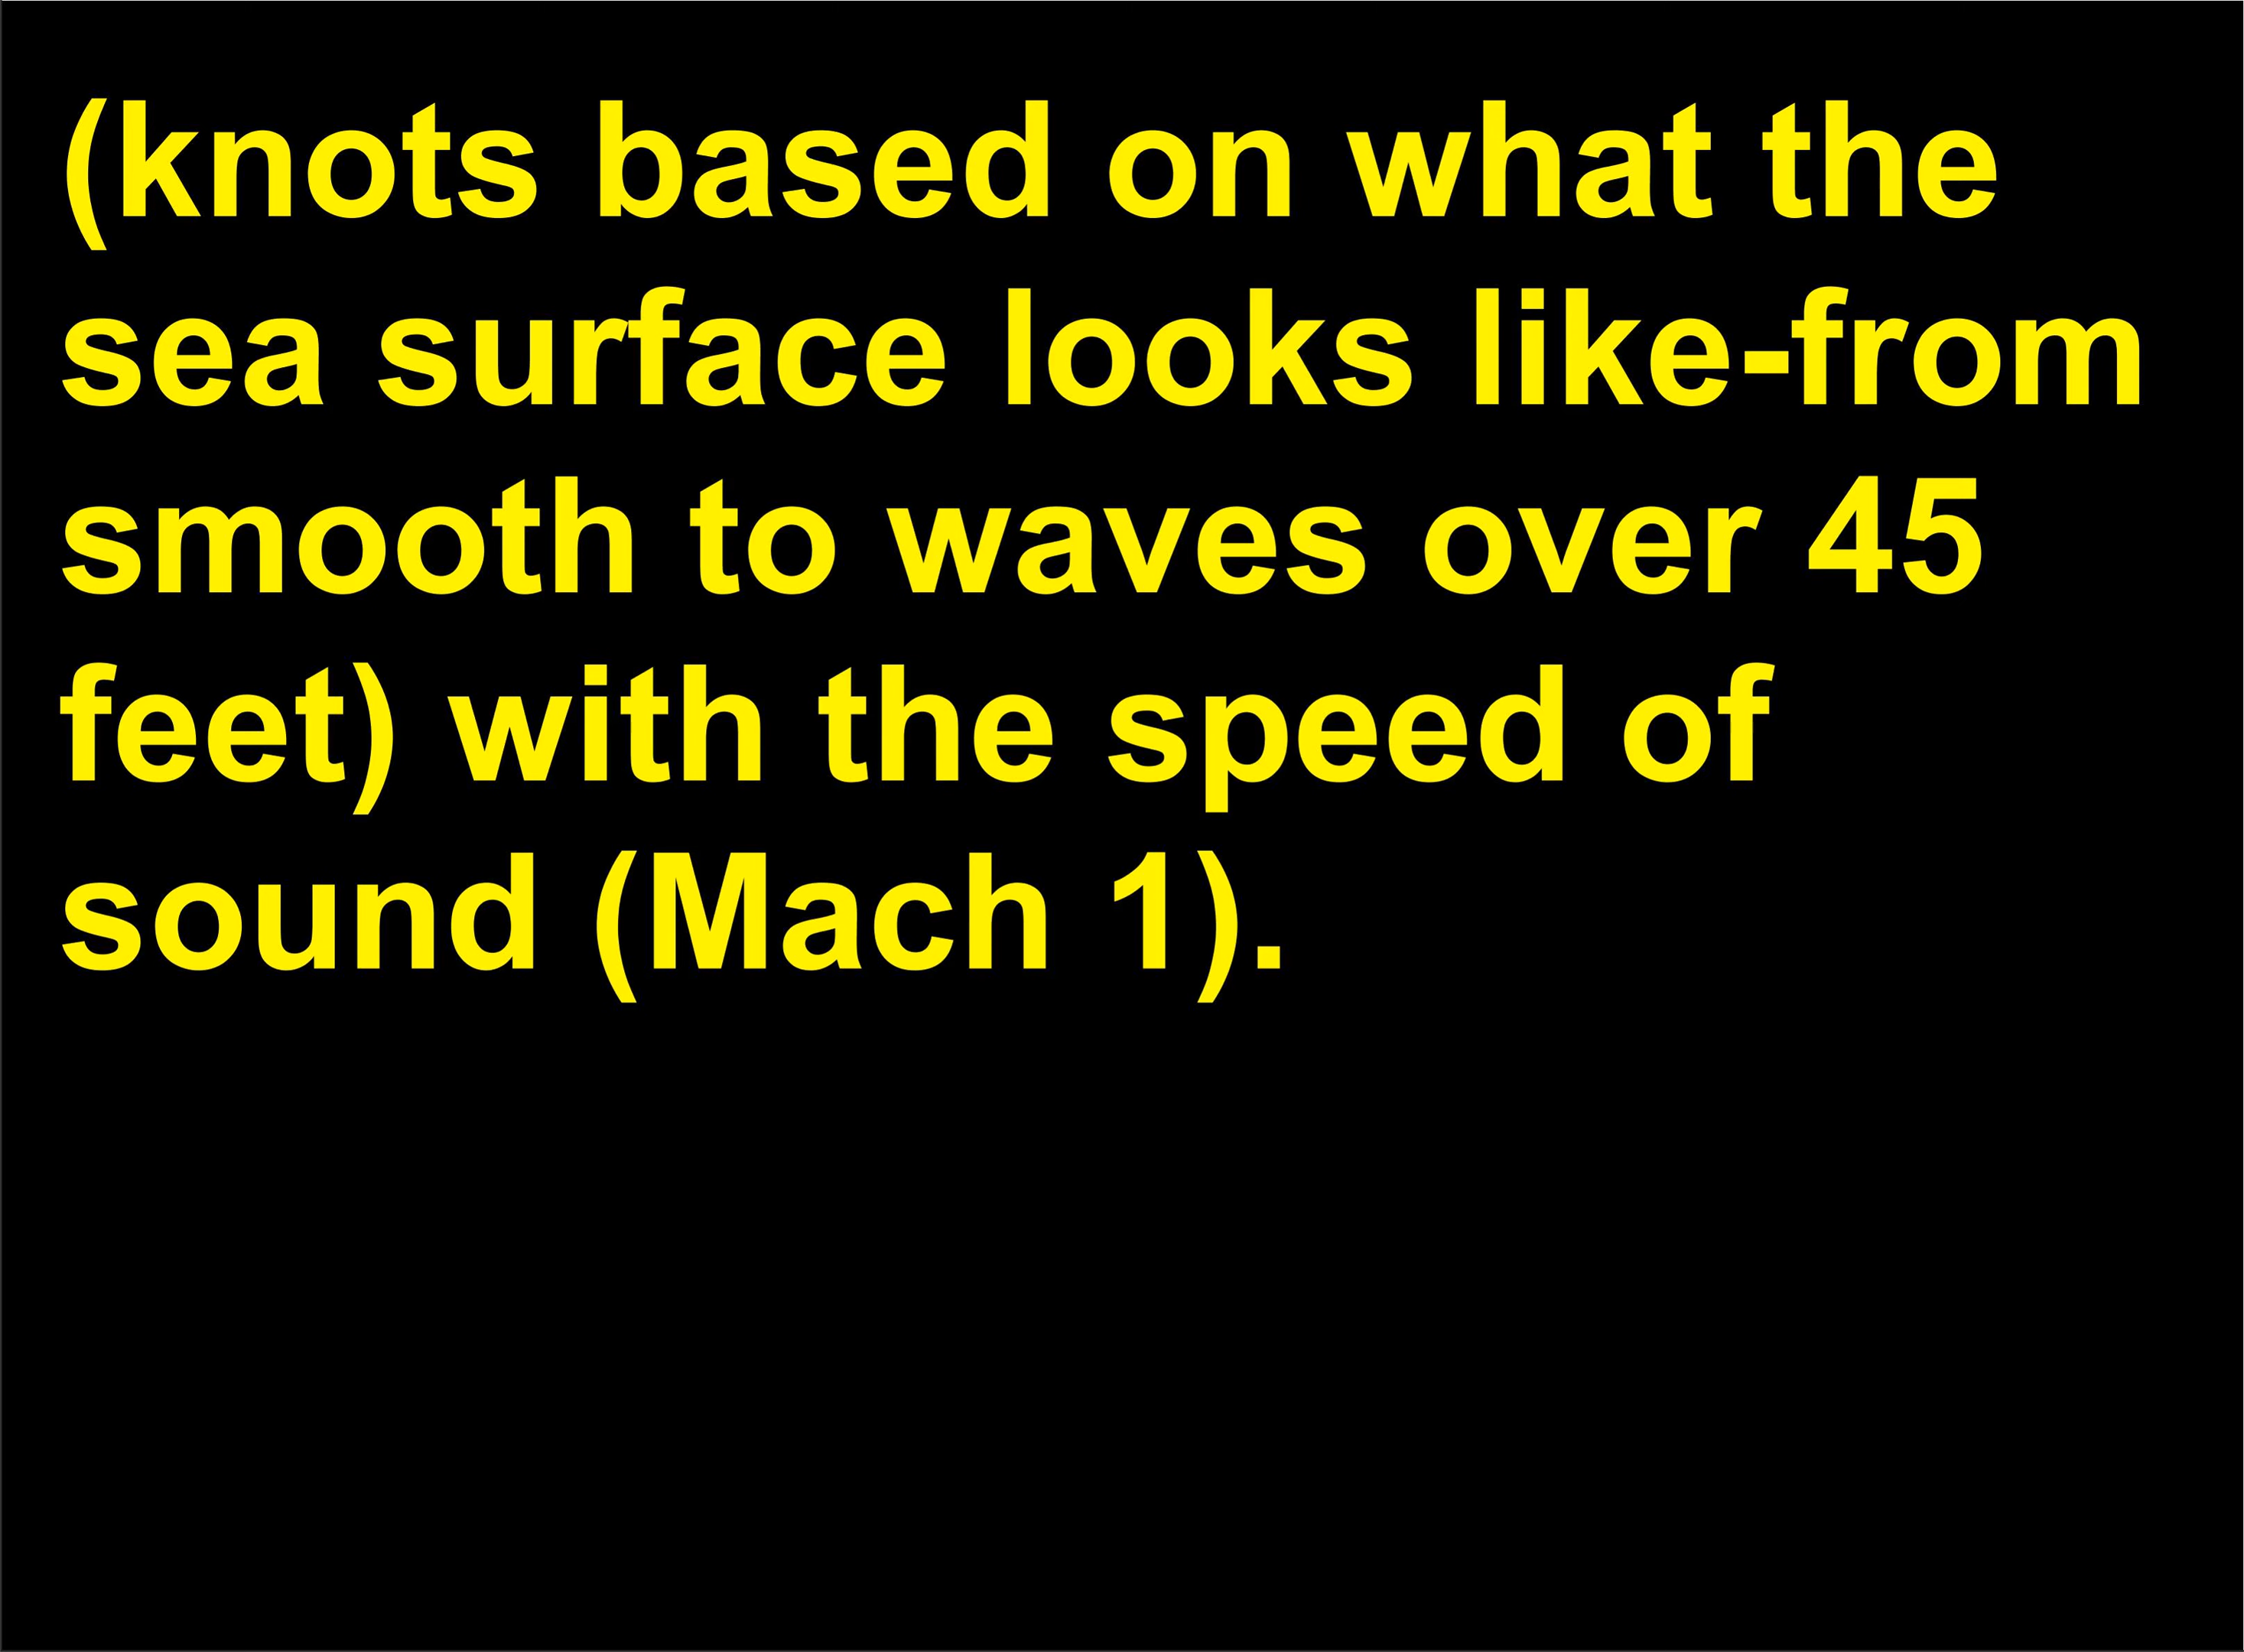 (knots based on what the
sea surface looks like-from
smooth to waves over 45
feet) with the speed of
sound (Mach 1).